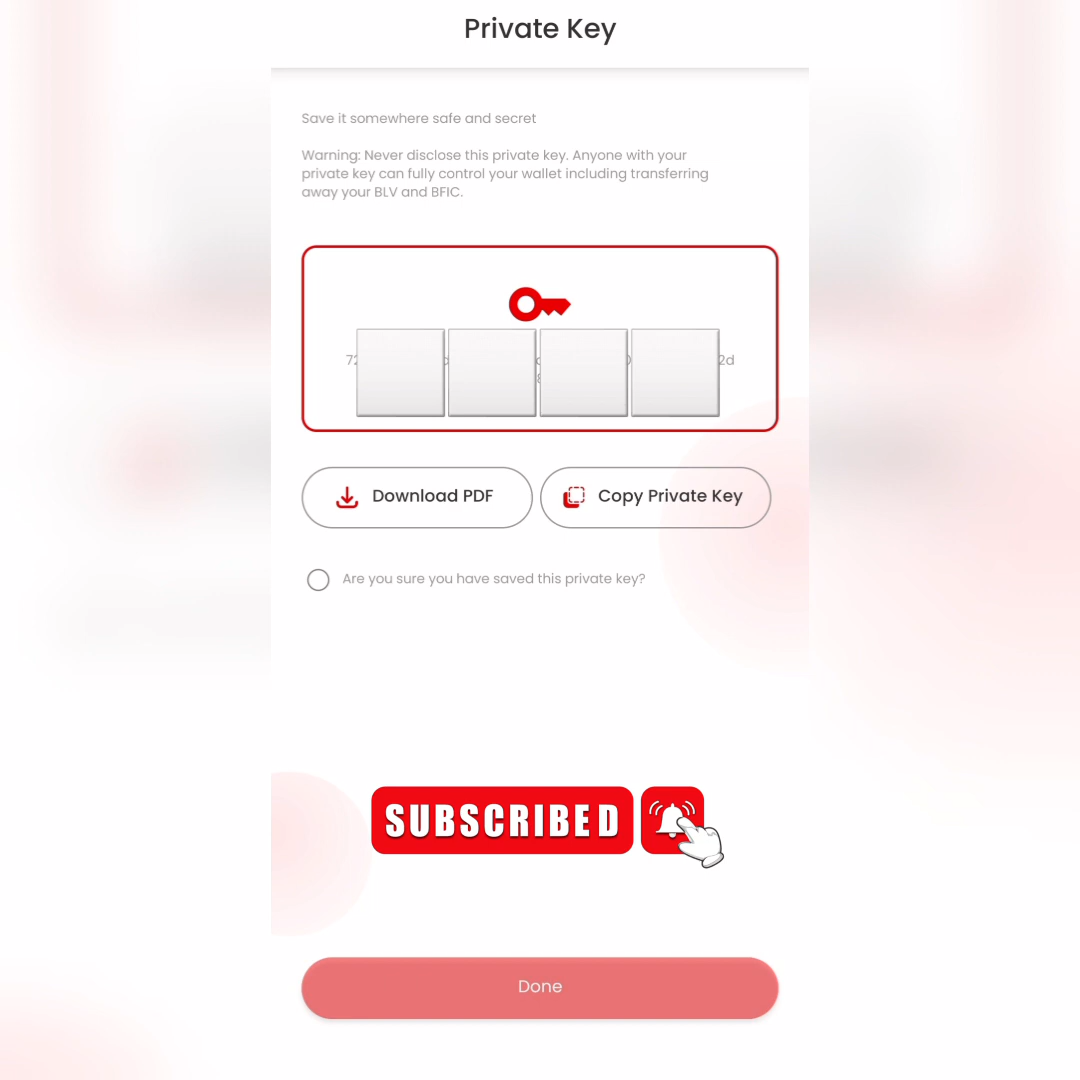 Private Key
Save it somewhere safe and secret
Warning: Never disclose this private key. Anyone with your
private key can fully control your wallet including transferring
away your BLV and BFIC.
72 2d
Download PDF
Copy Private Key
Are you sure you have saved this private key?
SUBSCRIBED
Done